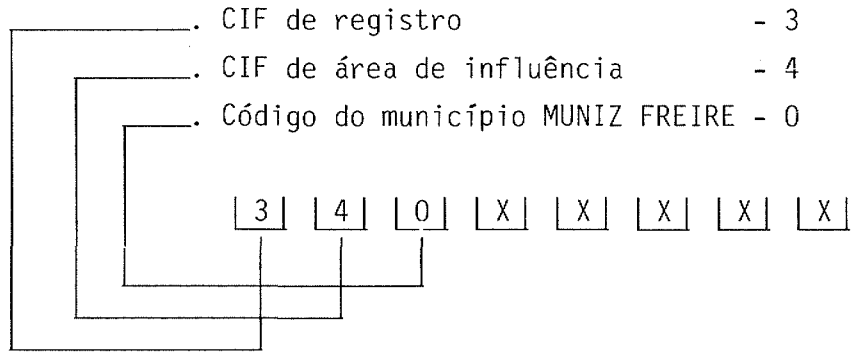 . CIF de registro - 3
. CIF de área de influência - 4
. Código do município MUNIZ FREIRE - 0
3 4 0 X X X X X